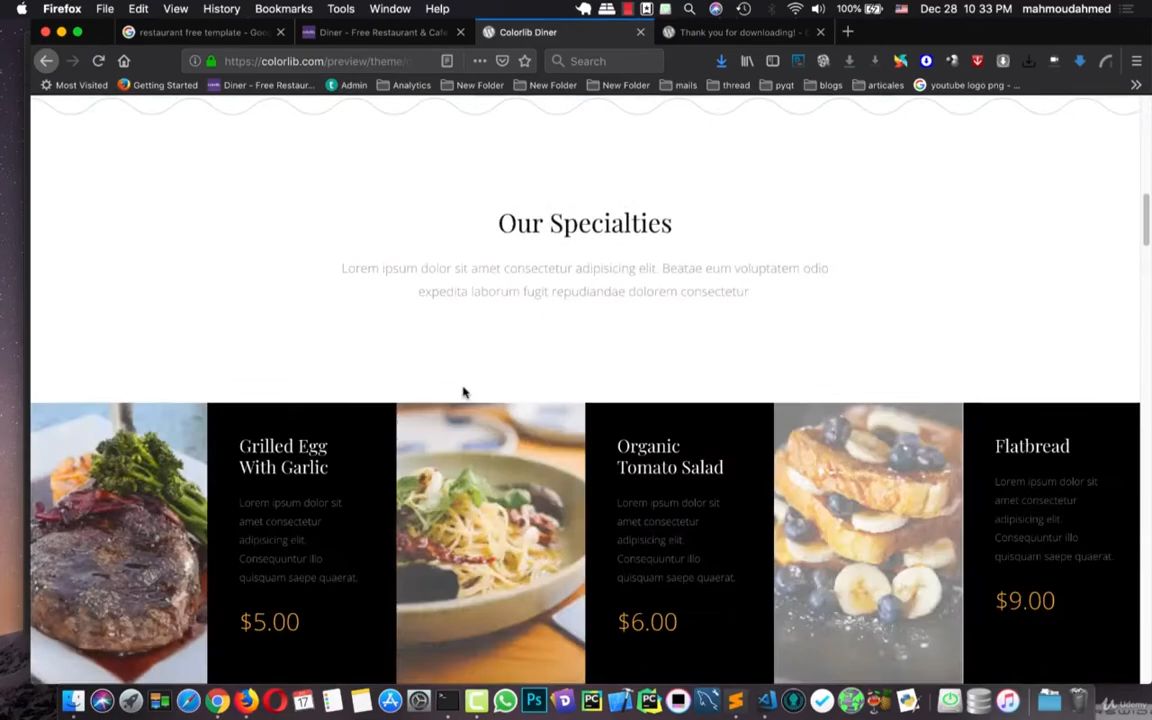 Firefox File Edit View History Bookmarks Tools Window Help 100% Dec 28 10:33 PM mahmoudahmed
restaurant free template - Goo Diner - Free Restaurant & Cafe Colorlib Diner Thank you for downloading! -
https://colorlib.com/preview/theme/ Search
Most Visited Getting Started Diner - Free Restaur... Admin Analytics New Folder New Folder New Folder mails thread pyqt blogs articales youtube logo png - ...
Our Specialties
Lorem ipsum dolor sit amet consectetur adipisicing elit. Beatae eum voluptatem odio
expedita laborum fugit repudiandae dolorem consectetur
Grilled Egg
With Garlic
Lorem ipsum dolor sit
amet consectetur
adipisicing elit.
Consequuntur illo
quisquam saepe quaerat.
$5.00
Organic
Tomato Salad
Lorem ipsum dolor sit
amet consectetur
adipisicing elit.
Consequuntur illo
quisquam saepe quaerat.
$6.00
Flatbread
Lorem ipsum dolor sit
amet consectetur
adipisicing elit.
Consequuntur illo
quisquam saepe quaerat.
$9.00
Udemy